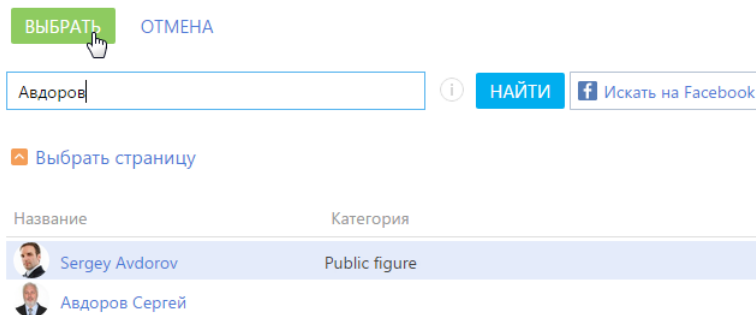 ВЫБРАТЬ ОТМЕНА
Авдоров i НАЙТИ f Искать на Facebook
Выбрать страницу
Название Категория
Sergey Avdorov Public figure
Авдоров Сергей